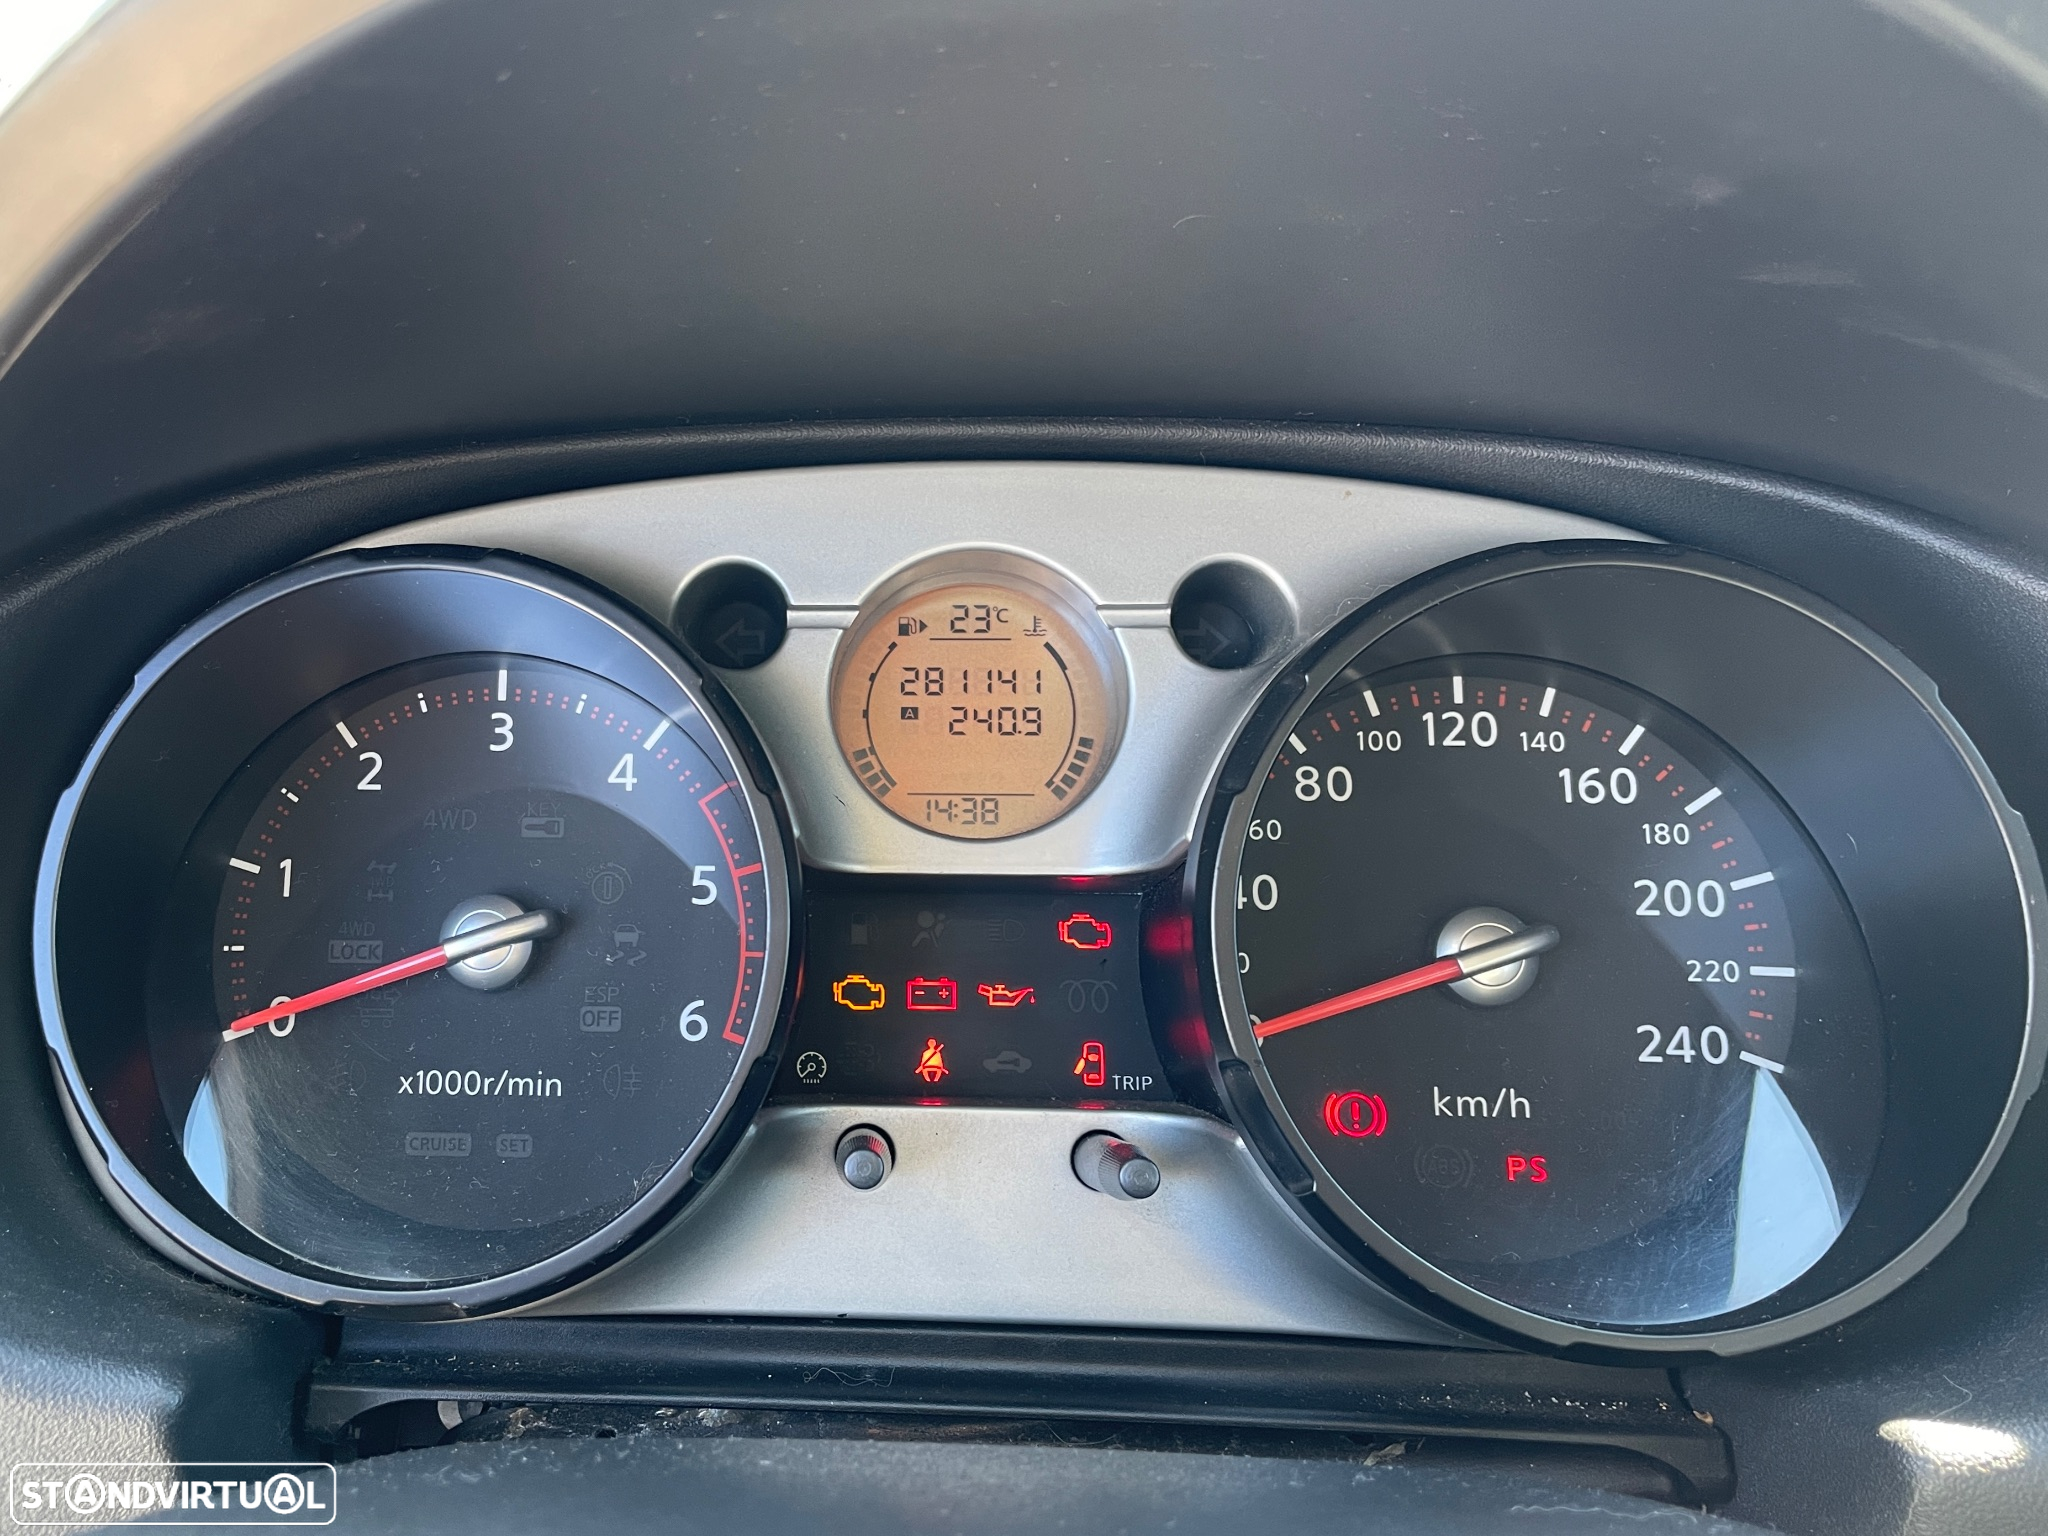 23°C
281141
A 240.9
14:38
0
1
2
3
4
5
6
x1000r/min
4WD
KEY
4WD
LOCK
ESP
OFF
CRUISE
SET
TRIP
40
60
80
100
120
140
160
180
200
220
240
km/h
ABS
PS
STANDVIRTUAL